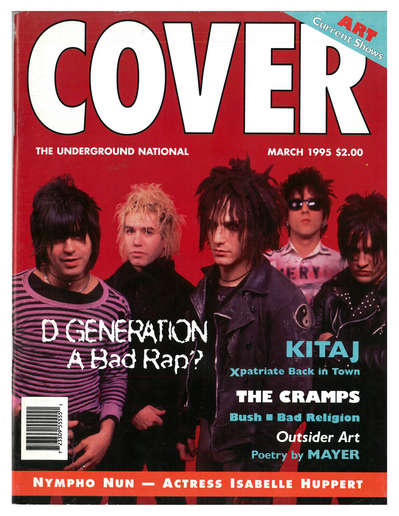 COVER
ART
Current Shows
THE UNDERGROUND NATIONAL
MARCH 1995 $2.00
D GENERATION
A Bad Rap?
KITAJ
Xpatriate Back in Town
THE CRAMPS
Bush ■ Bad Religion
Outsider Art
Poetry by MAYER
NYMPHO NUN — ACTRESS ISABELLE HUPPERT